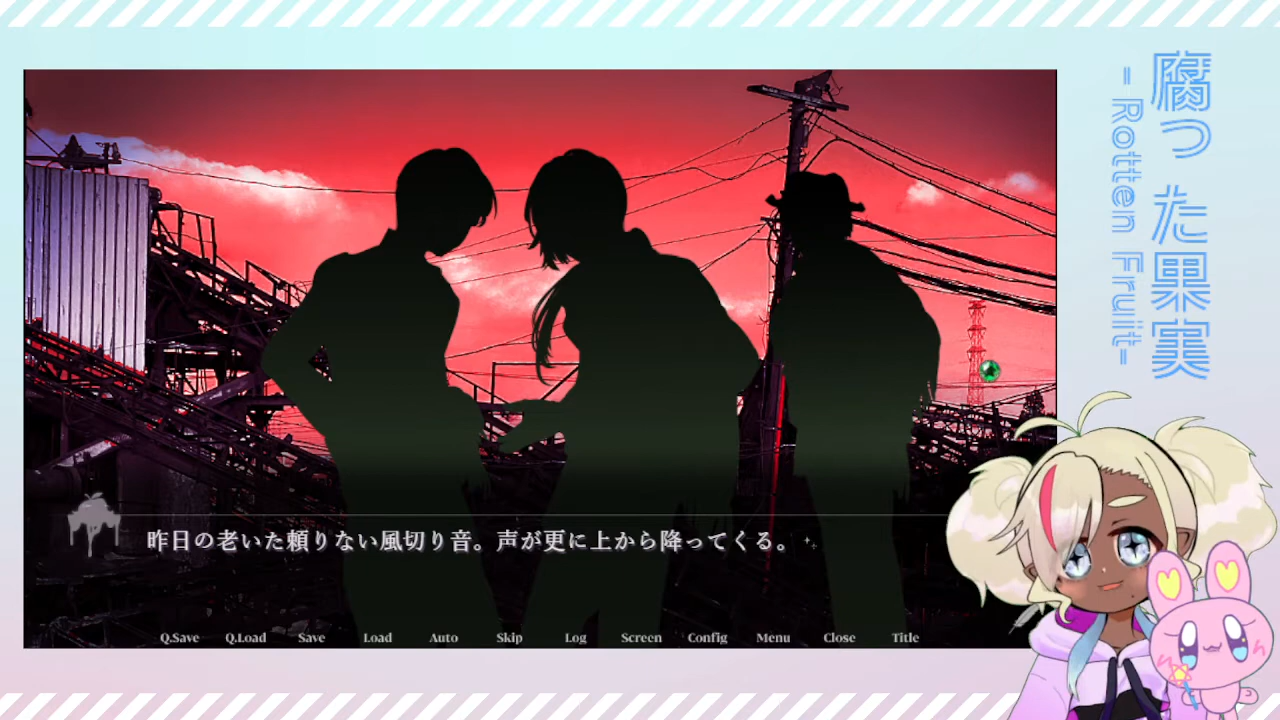 腐った果実
- Rotten Fruit-
昨日の老いた頼りない風切り音。声が更に上から降ってくる。
Q.Save Q.Load Save Load Auto Skip Log Screen Config Menu Close Title